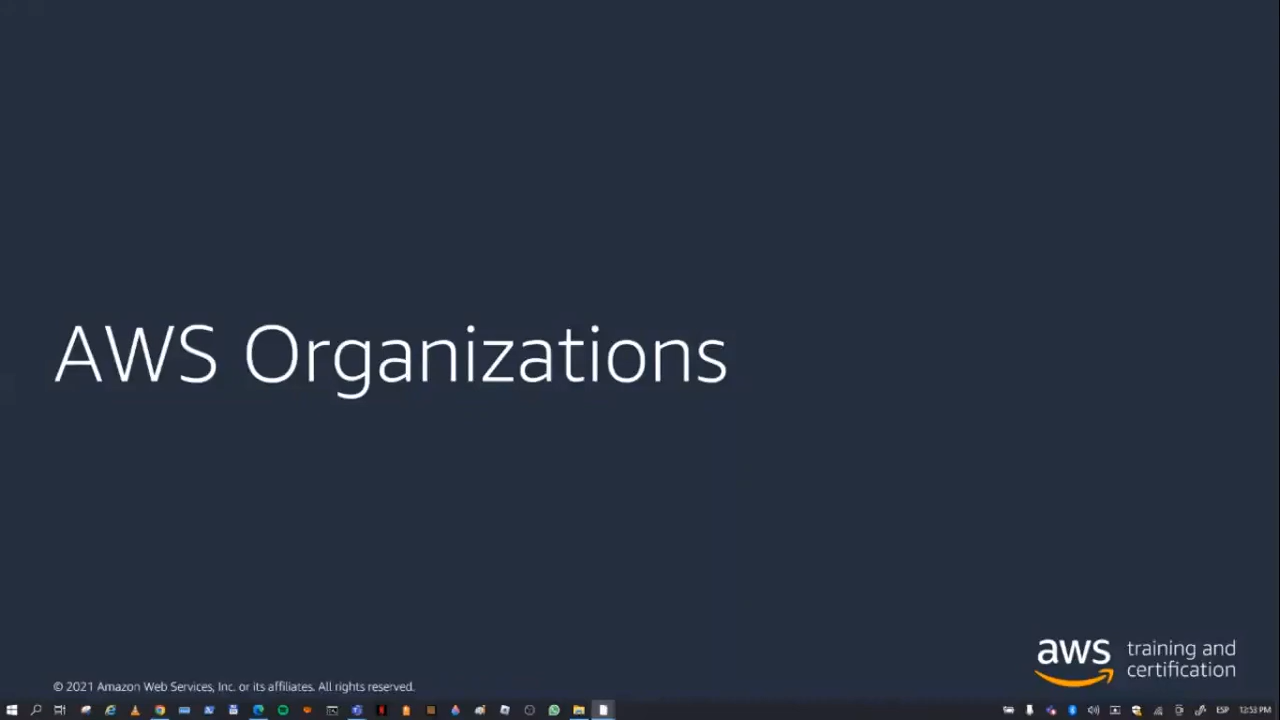 AWS Organizations
aws training and
certification
© 2021 Amazon Web Services, Inc. or its affiliates. All rights reserved.
ESP 12:53 PM